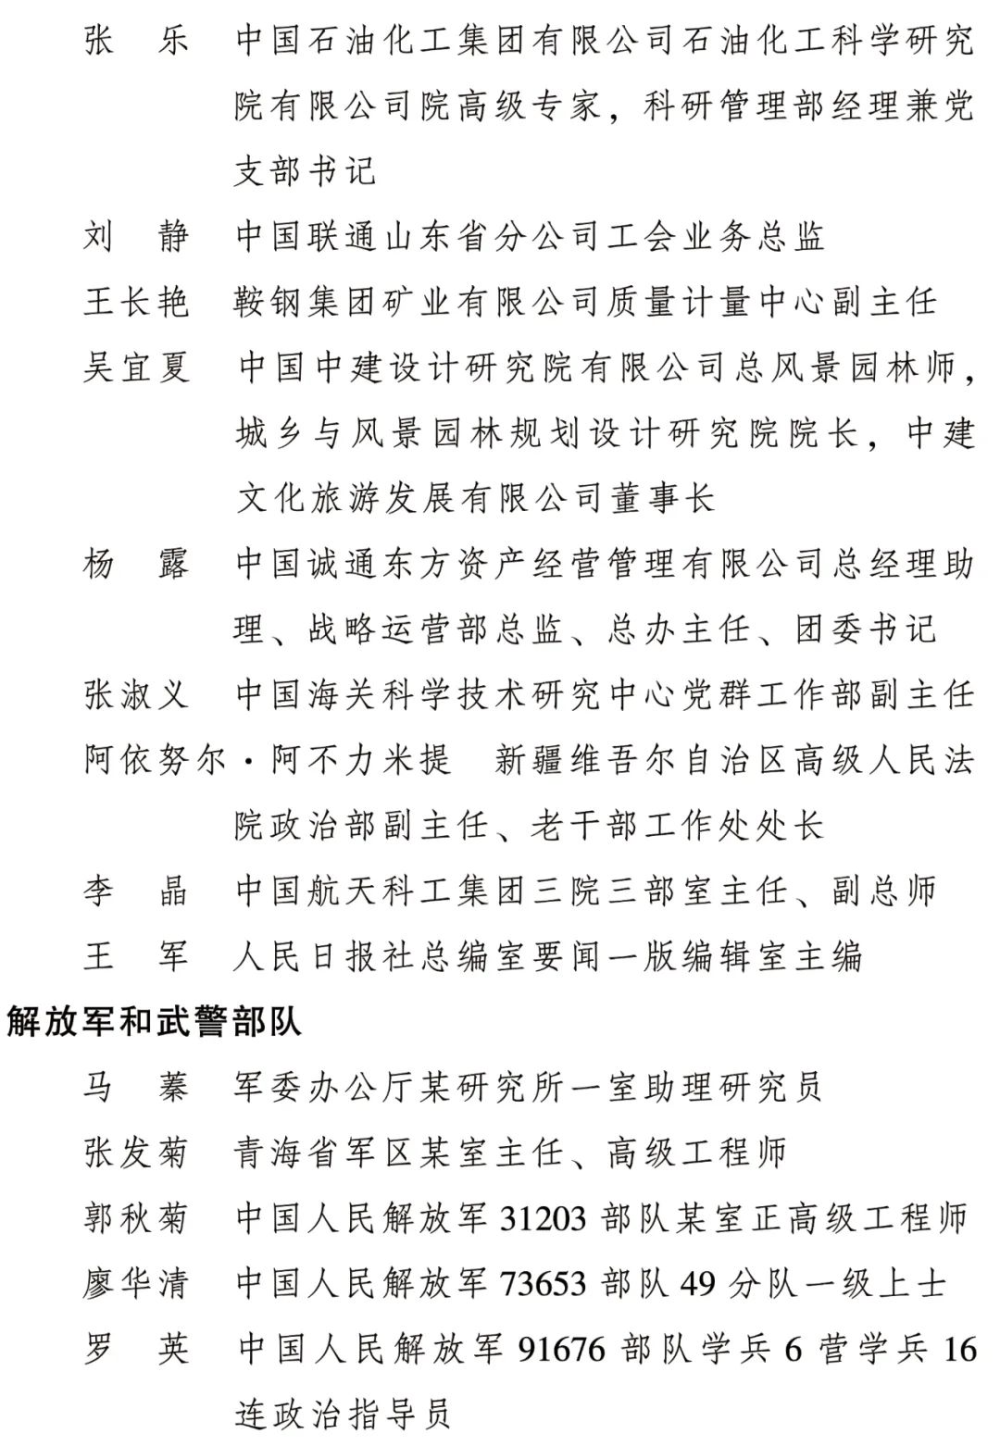 张　乐　中国石油化工集团有限公司石油化工科学研究
院有限公司院高级专家，科研管理部经理兼党
支部书记
刘　静　中国联通山东省分公司工会业务总监
王长艳　鞍钢集团矿业有限公司质量计量中心副主任
吴宜夏　中国中建设计研究院有限公司总风景园林师，
城乡与风景园林规划设计研究院院长，中建
文化旅游发展有限公司董事长
杨　露　中国诚通东方资产经营管理有限公司总经理助
理、战略运营部总监、总办主任、团委书记
张淑义　中国海关科学技术研究中心党群工作部副主任
阿依努尔·阿不力米提　新疆维吾尔自治区高级人民法
院政治部副主任、老干部工作处处长
李　晶　中国航天科工集团三院三部室主任、副总师
王　军　人民日报社总编室要闻一版编辑室主编
解放军和武警部队
马　蓁　军委办公厅某研究所一室助理研究员
张发菊　青海省军区某室主任、高级工程师
郭秋菊　中国人民解放军 31203 部队某室正高级工程师
廖华清　中国人民解放军 73653 部队 49 分队一级上士
罗　英　中国人民解放军 91676 部队学兵 6 营学兵 16
连政治指导员